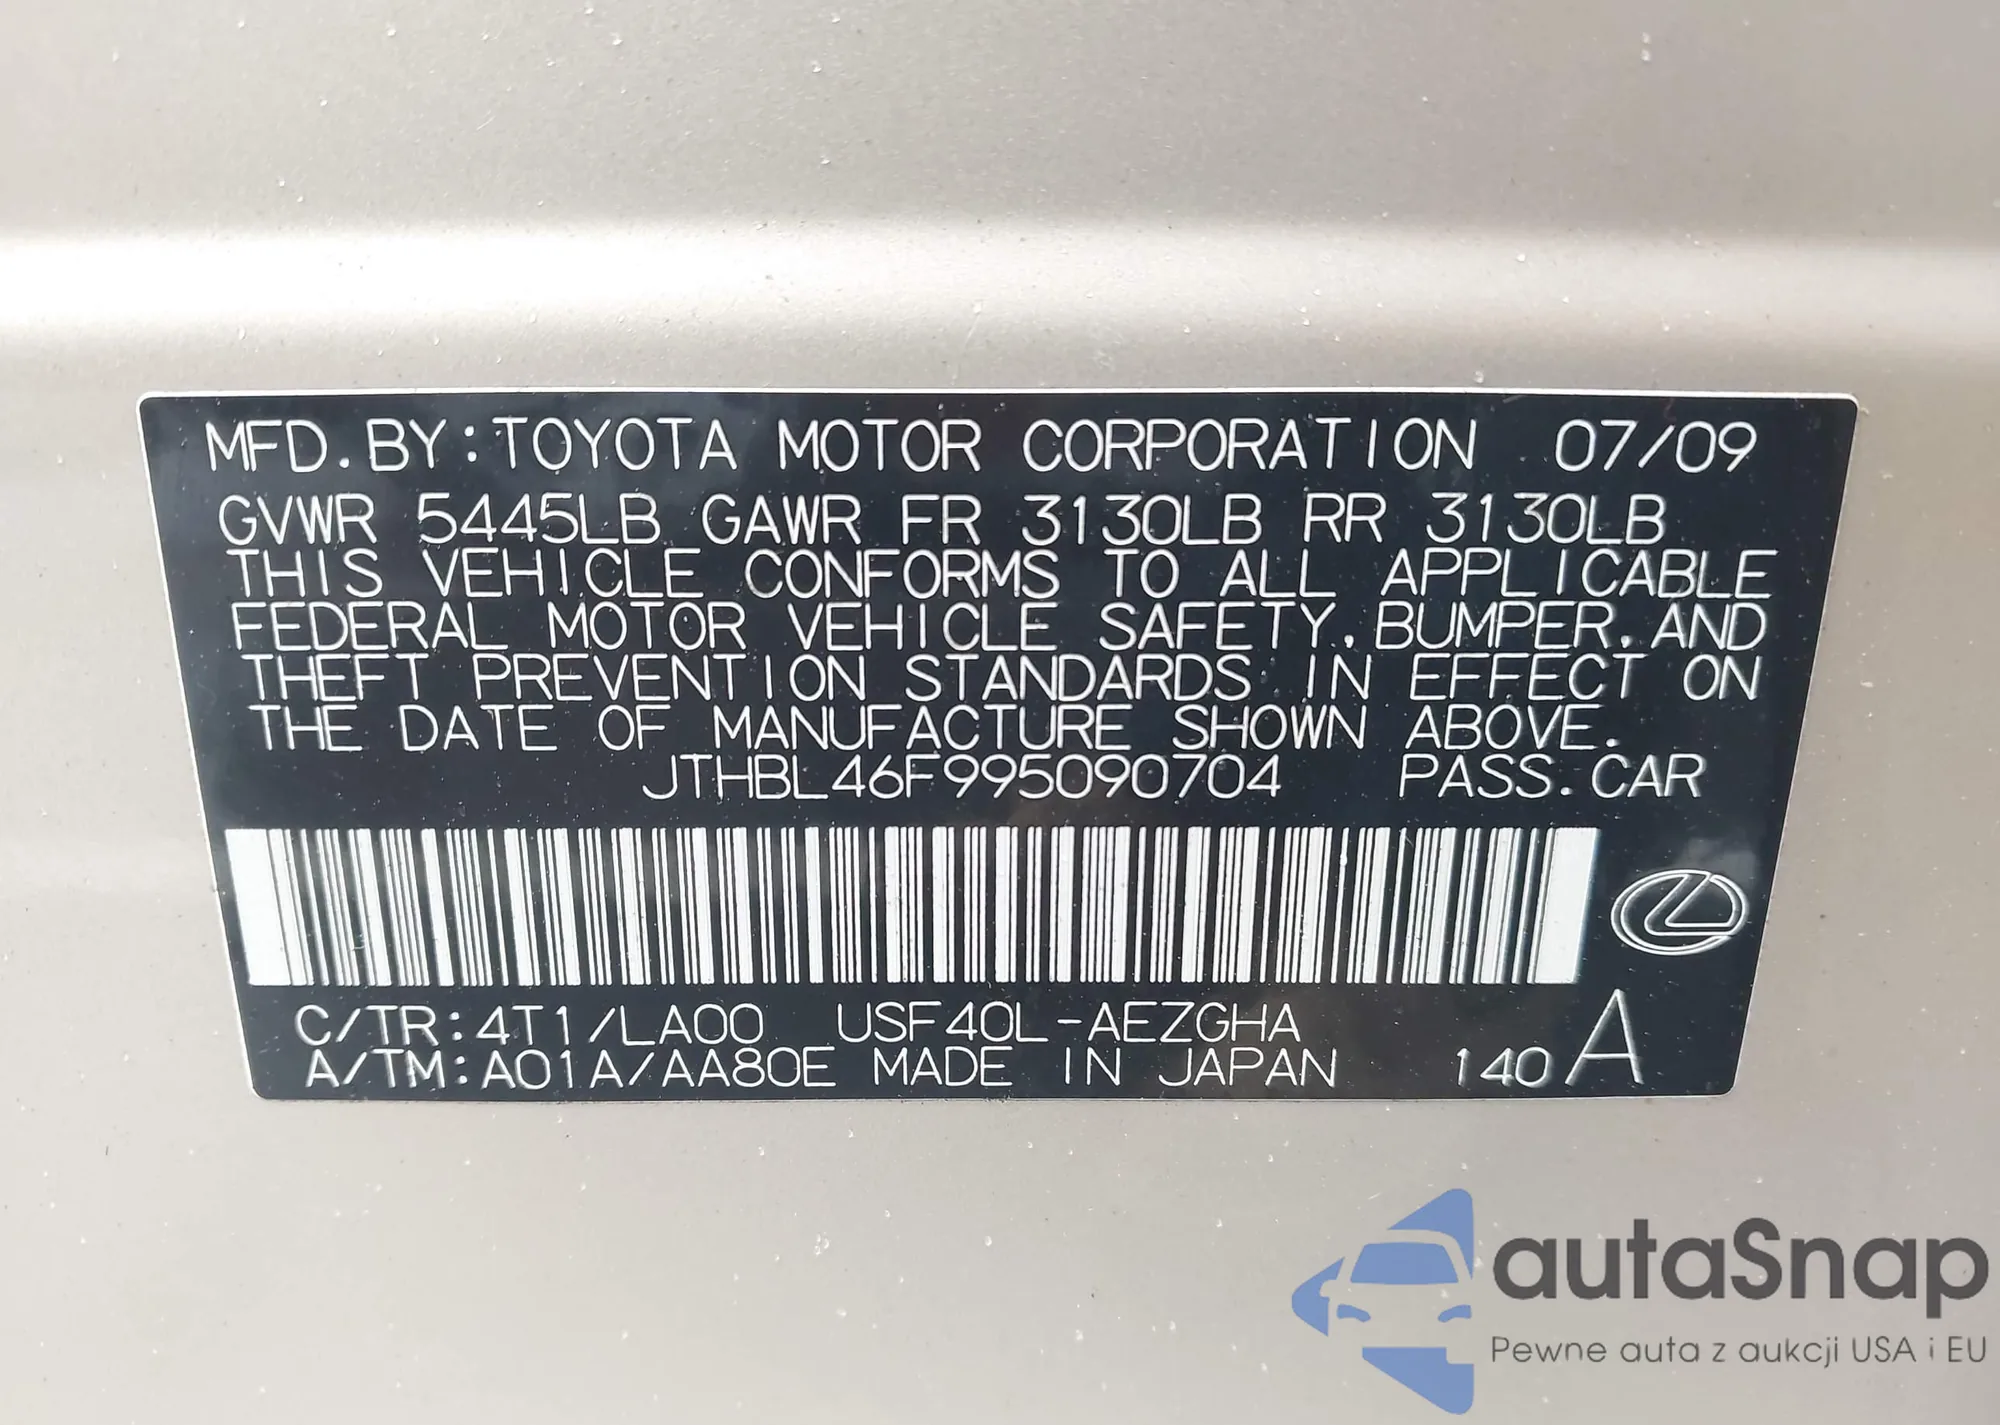 MFD. BY: TOYOTA MOTOR CORPORATION 07/09
GVWR 5445LB GAWR FR 3130LB RR 3130LB
THIS VEHICLE CONFORMS TO ALL APPLICABLE
FEDERAL MOTOR VEHICLE SAFETY, BUMPER, AND
THEFT PREVENTION STANDARDS IN EFFECT ON
THE DATE OF MANUFACTURE SHOWN ABOVE.
JTHBL46F995090704 PASS. CAR
C/TR: 4T1/LA00 USF40L-AEZGHA
A/TM: A01A/AA80E MADE IN JAPAN 140 A
autaSnap
Pewne auta z aukcji USA i EU